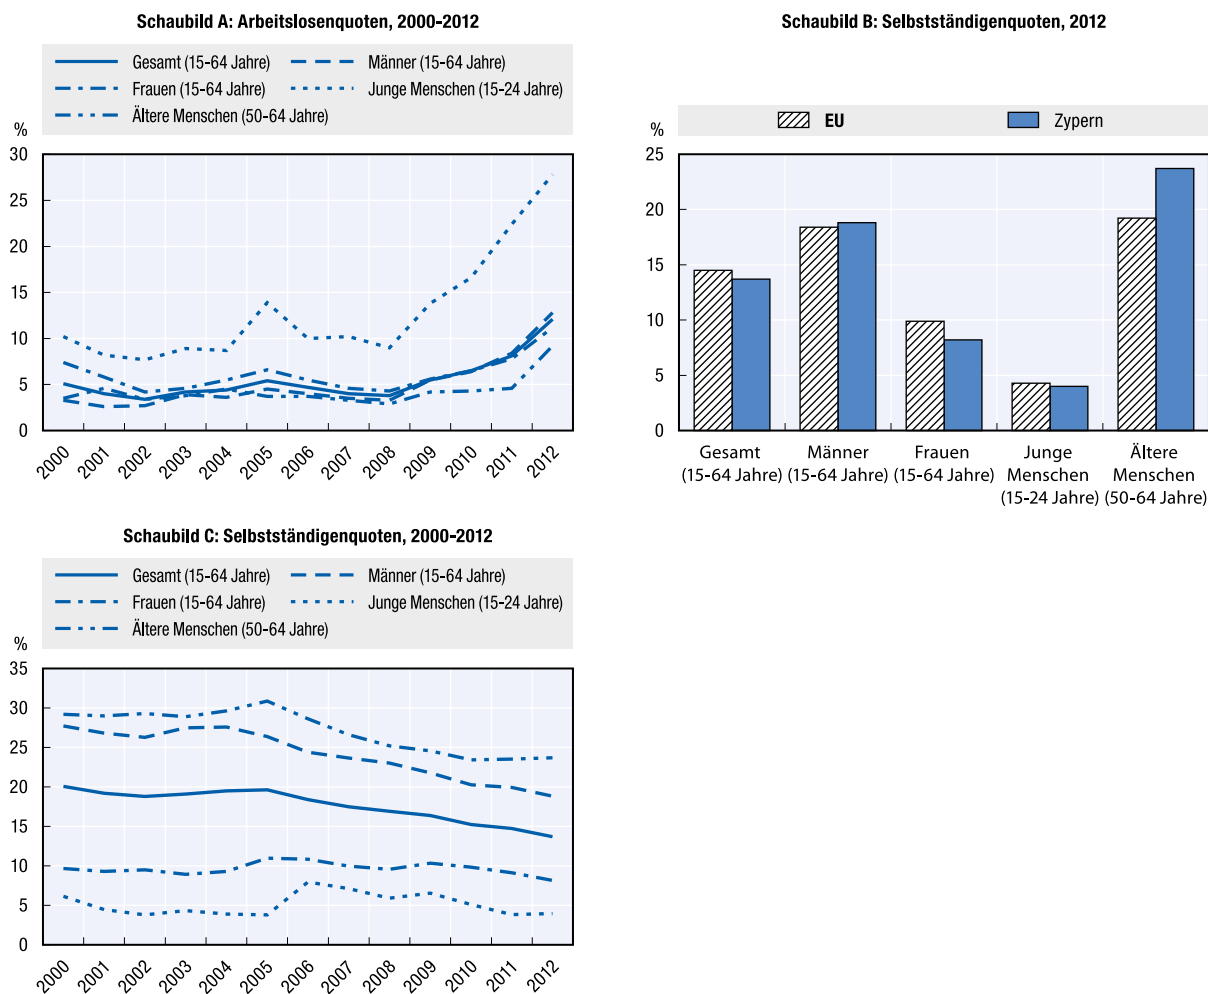 Schaubild A: Arbeitslosenquoten, 2000-2012
Gesamt (15-64 Jahre)
Männer (15-64 Jahre)
Frauen (15-64 Jahre)
Junge Menschen (15-24 Jahre)
Ältere Menschen (50-64 Jahre)
%
30
25
20
15
10
5
0
2000
2001
2002
2003
2004
2005
2006
2007
2008
2009
2010
2011
2012
Schaubild B: Selbstständigenquoten, 2012
EU
Zypern
%
25
20
15
10
5
0
Gesamt
(15-64 Jahre)
Männer
(15-64 Jahre)
Frauen
(15-64 Jahre)
Junge
Menschen
(15-24 Jahre)
Ältere
Menschen
(50-64 Jahre)
Schaubild C: Selbstständigenquoten, 2000-2012
Gesamt (15-64 Jahre)
Männer (15-64 Jahre)
Frauen (15-64 Jahre)
Junge Menschen (15-24 Jahre)
Ältere Menschen (50-64 Jahre)
%
35
30
25
20
15
10
5
0
2000
2001
2002
2003
2004
2005
2006
2007
2008
2009
2010
2011
2012